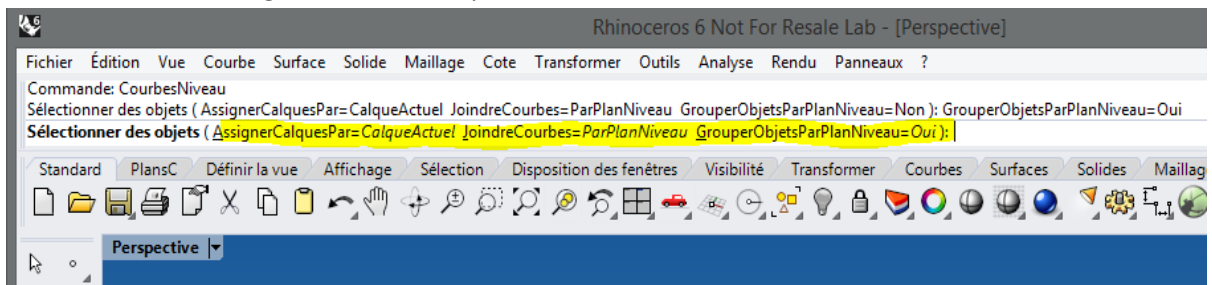 Rhinoceros 6 Not For Resale Lab - [Perspective]
Fichier Édition Vue Courbe Surface Solide Maillage Cote Transformer Outils Analyse Rendu Panneaux ?
Commande: CourbesNiveau
Sélectionner des objets ( AssignerCalquesPar=CalqueActuel JoindreCourbes=ParPlanNiveau GrouperObjetsParPlanNiveau=Non ): GrouperObjetsParPlanNiveau=Oui
Sélectionner des objets ( AssignerCalquesPar=CalqueActuel JoindreCourbes=ParPlanNiveau GrouperObjetsParPlanNiveau=Oui ):
Standard PlansC Définir la vue Affichage Sélection Disposition des fenêtres Visibilité Transformer Courbes Surfaces Solides Maillag
Perspective